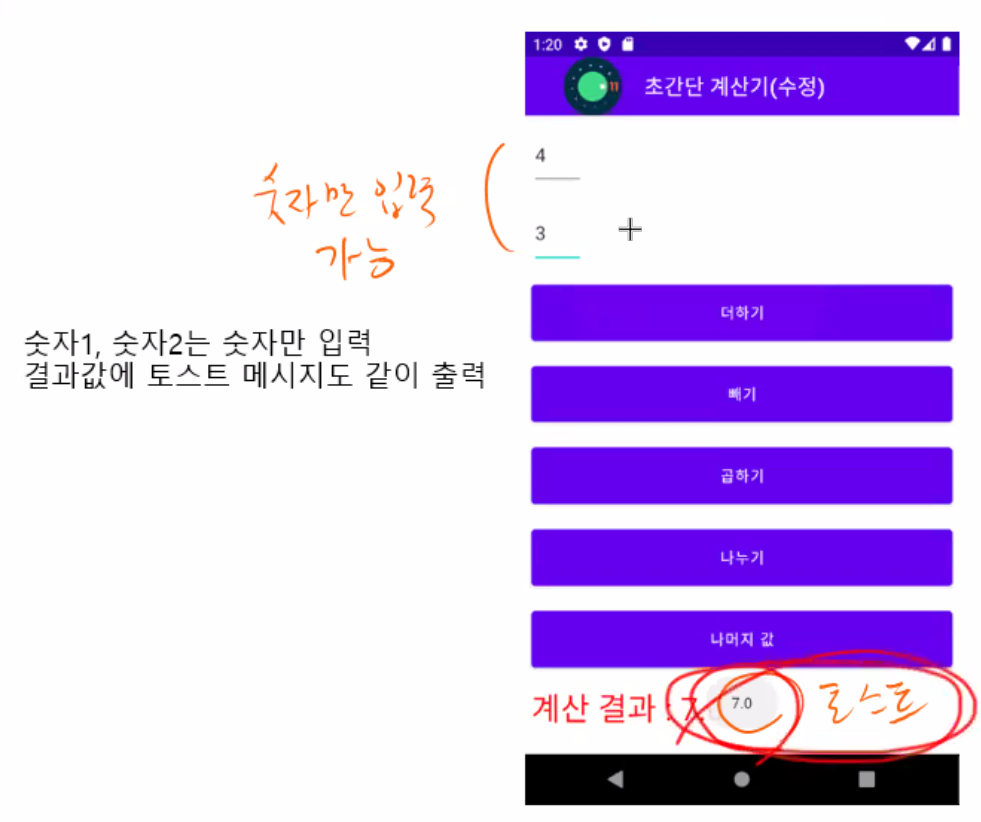 1:20
초간단 계산기(수정)
4
숫자만 입력
가능
3
숫자1, 숫자2는 숫자만 입력
결과값에 토스트 메시지도 같이 출력
더하기
빼기
곱하기
나누기
나머지 값
계산 결과 : 7.0
7.0
토스트